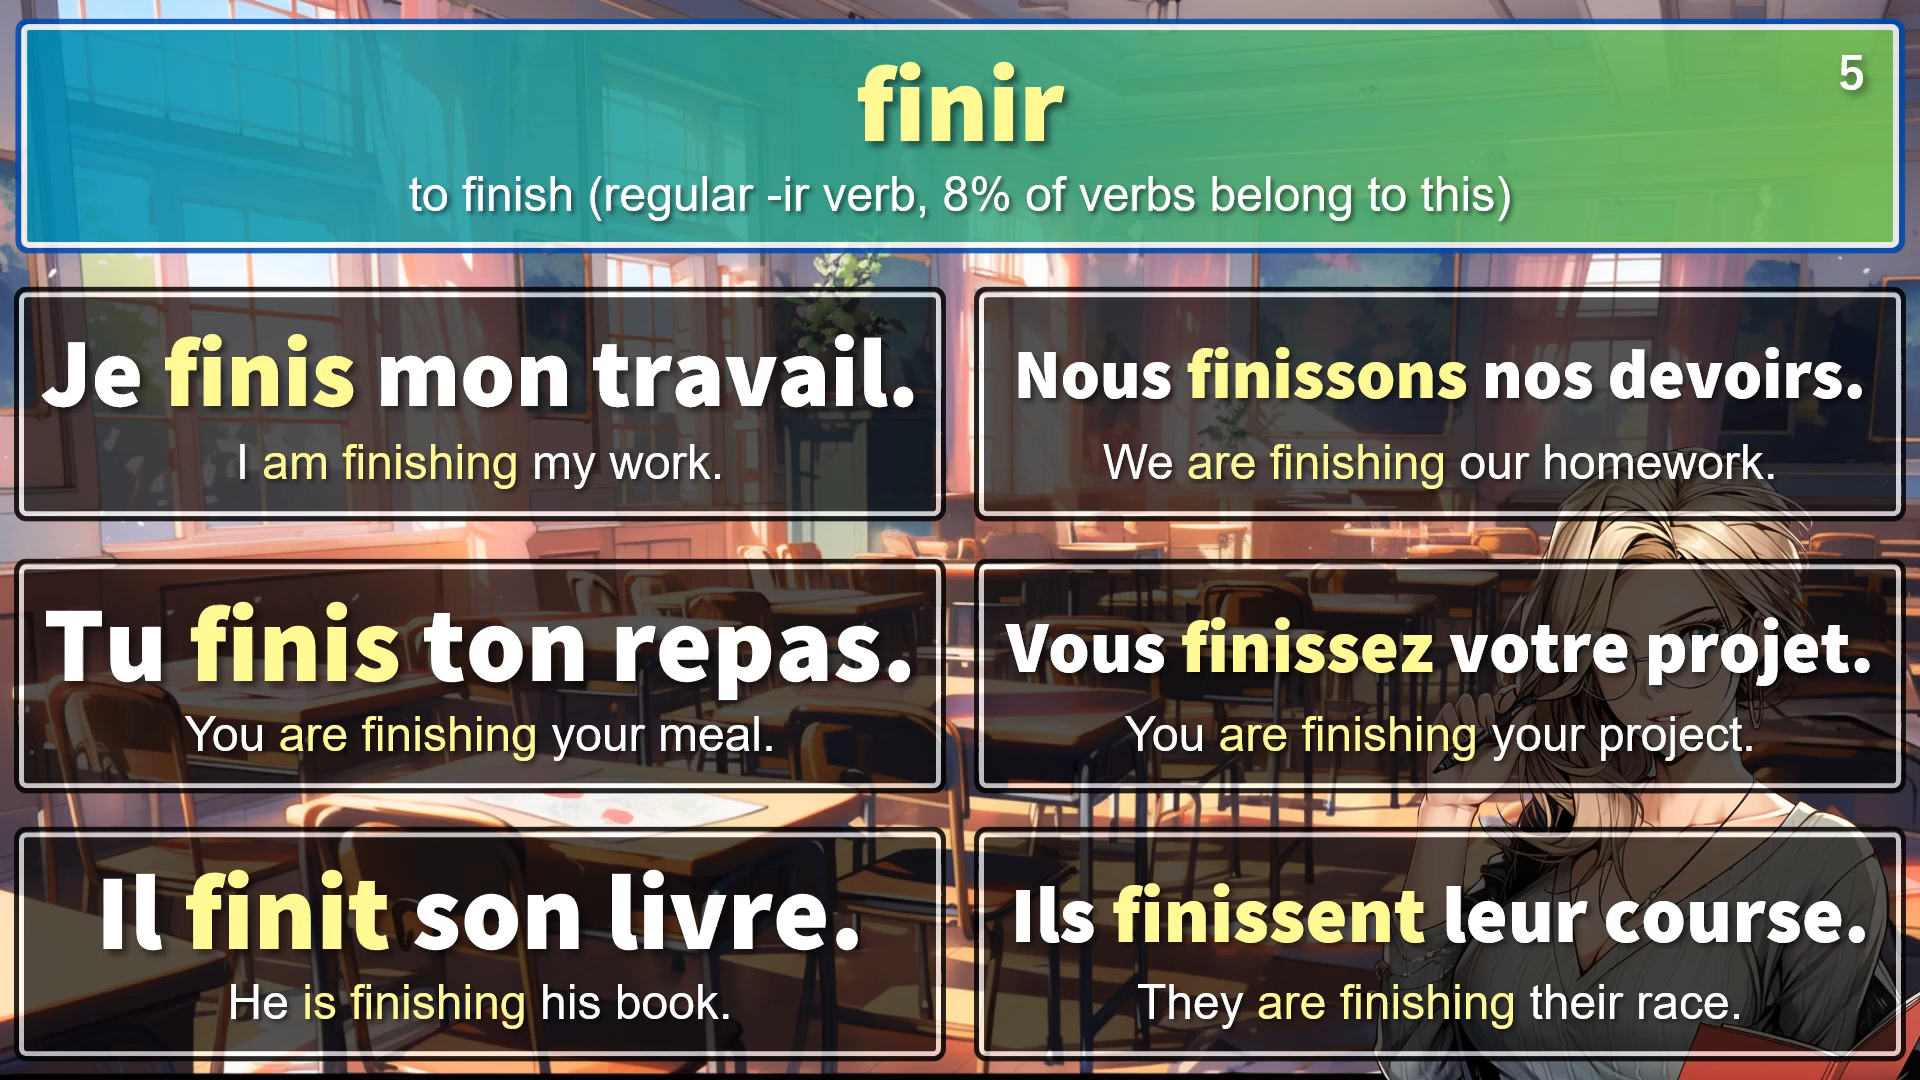 finir
5
to finish (regular -ir verb, 8% of verbs belong to this)
Je finis mon travail.
I am finishing my work.
Nous finissons nos devoirs.
We are finishing our homework.
Tu finis ton repas.
You are finishing your meal.
Vous finissez votre projet.
You are finishing your project.
Il finit son livre.
He is finishing his book.
Ils finissent leur course.
They are finishing their race.